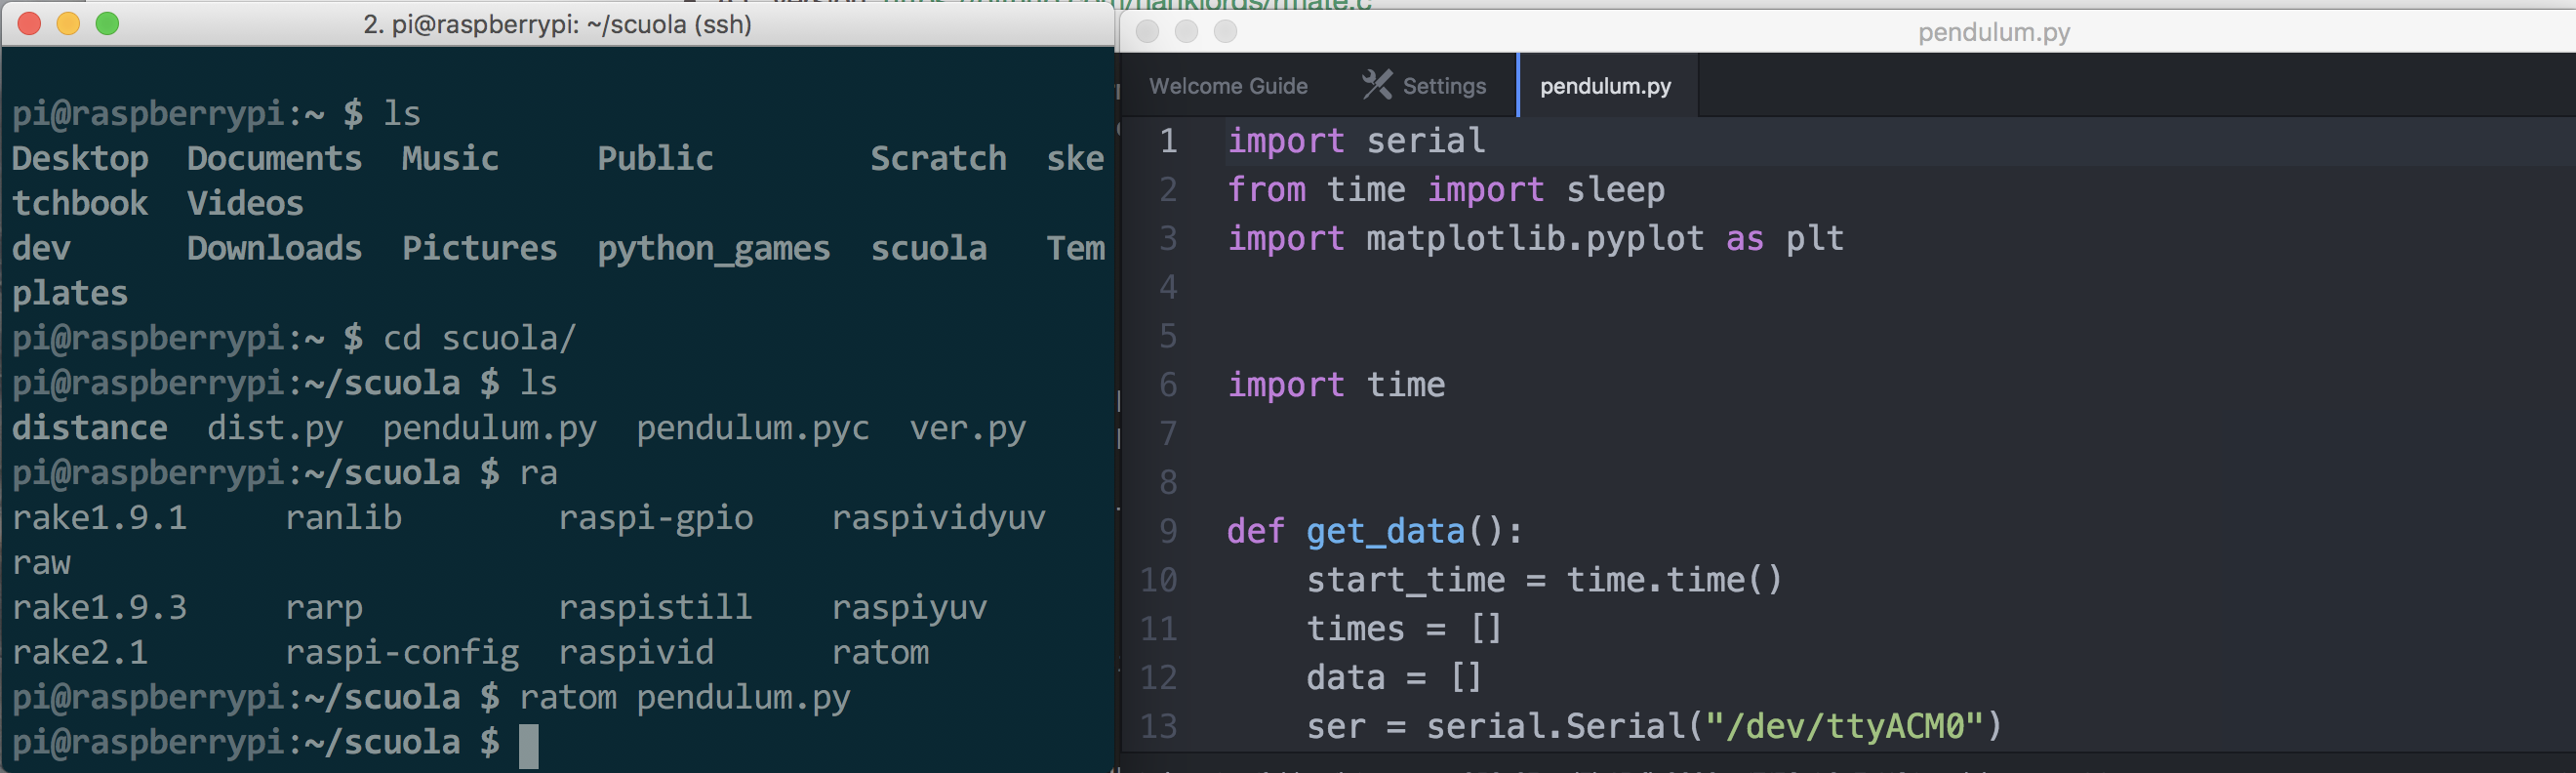 version https://github.com/hanklords/rmate.c
2. pi@raspberrypi: ~/scuola (ssh)
pi@raspberrypi:~ $ ls
Desktop  Documents  Music     Public        Scratch  ske
tchbook  Videos
dev      Downloads  Pictures  python_games  scuola   Tem
plates
pi@raspberrypi:~ $ cd scuola/
pi@raspberrypi:~/scuola $ ls
distance  dist.py  pendulum.py  pendulum.pyc  ver.py
pi@raspberrypi:~/scuola $ ra
rake1.9.1     ranlib        raspi-gpio    raspividyuv
raw
rake1.9.3     rarp          raspistill    raspiyuv
rake2.1       raspi-config  raspivid      ratom
pi@raspberrypi:~/scuola $ ratom pendulum.py
pi@raspberrypi:~/scuola $
pendulum.py
Welcome Guide Settings pendulum.py
1 import serial
2 from time import sleep
3 import matplotlib.pyplot as plt
4
5
6 import time
7
8
9 def get_data():
10     start_time = time.time()
11     times = []
12     data = []
13     ser = serial.Serial("/dev/ttyACM0")